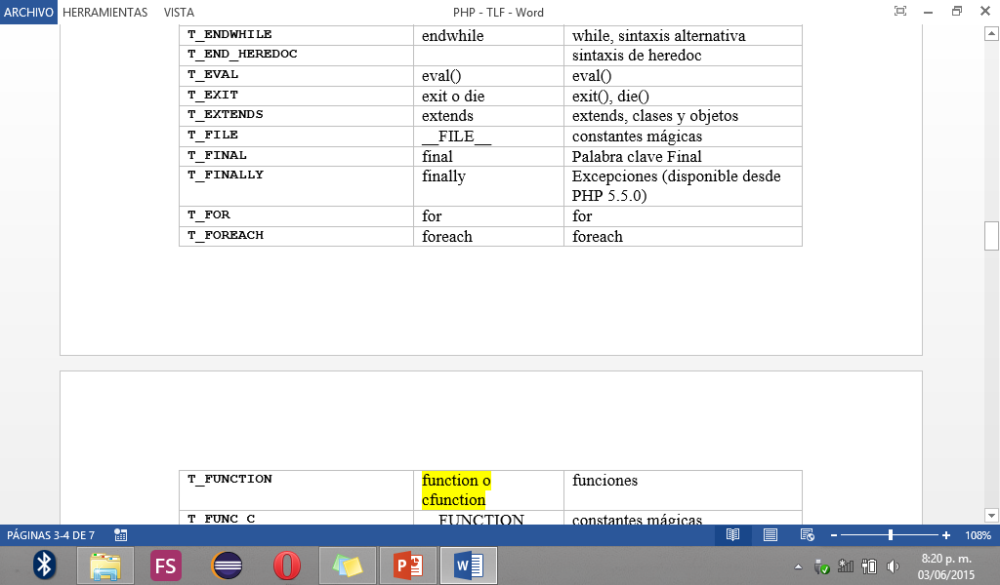 ARCHIVO HERRAMIENTAS VISTA PHP - TLF - Word
T_ENDWHILE endwhile while, sintaxis alternativa
T_END_HEREDOC sintaxis de heredoc
T_EVAL eval() eval()
T_EXIT exit o die exit(), die()
T_EXTENDS extends extends, clases y objetos
T_FILE __FILE__ constantes mágicas
T_FINAL final Palabra clave Final
T_FINALLY finally Excepciones (disponible desde
PHP 5.5.0)
T_FOR for for
T_FOREACH foreach foreach
T_FUNCTION function o funciones
cfunction
T_FUNC_C __FUNCTION__ constantes mágicas
PÁGINAS 3-4 DE 7 108%
FS P W
8:20 p. m.
03/06/2015